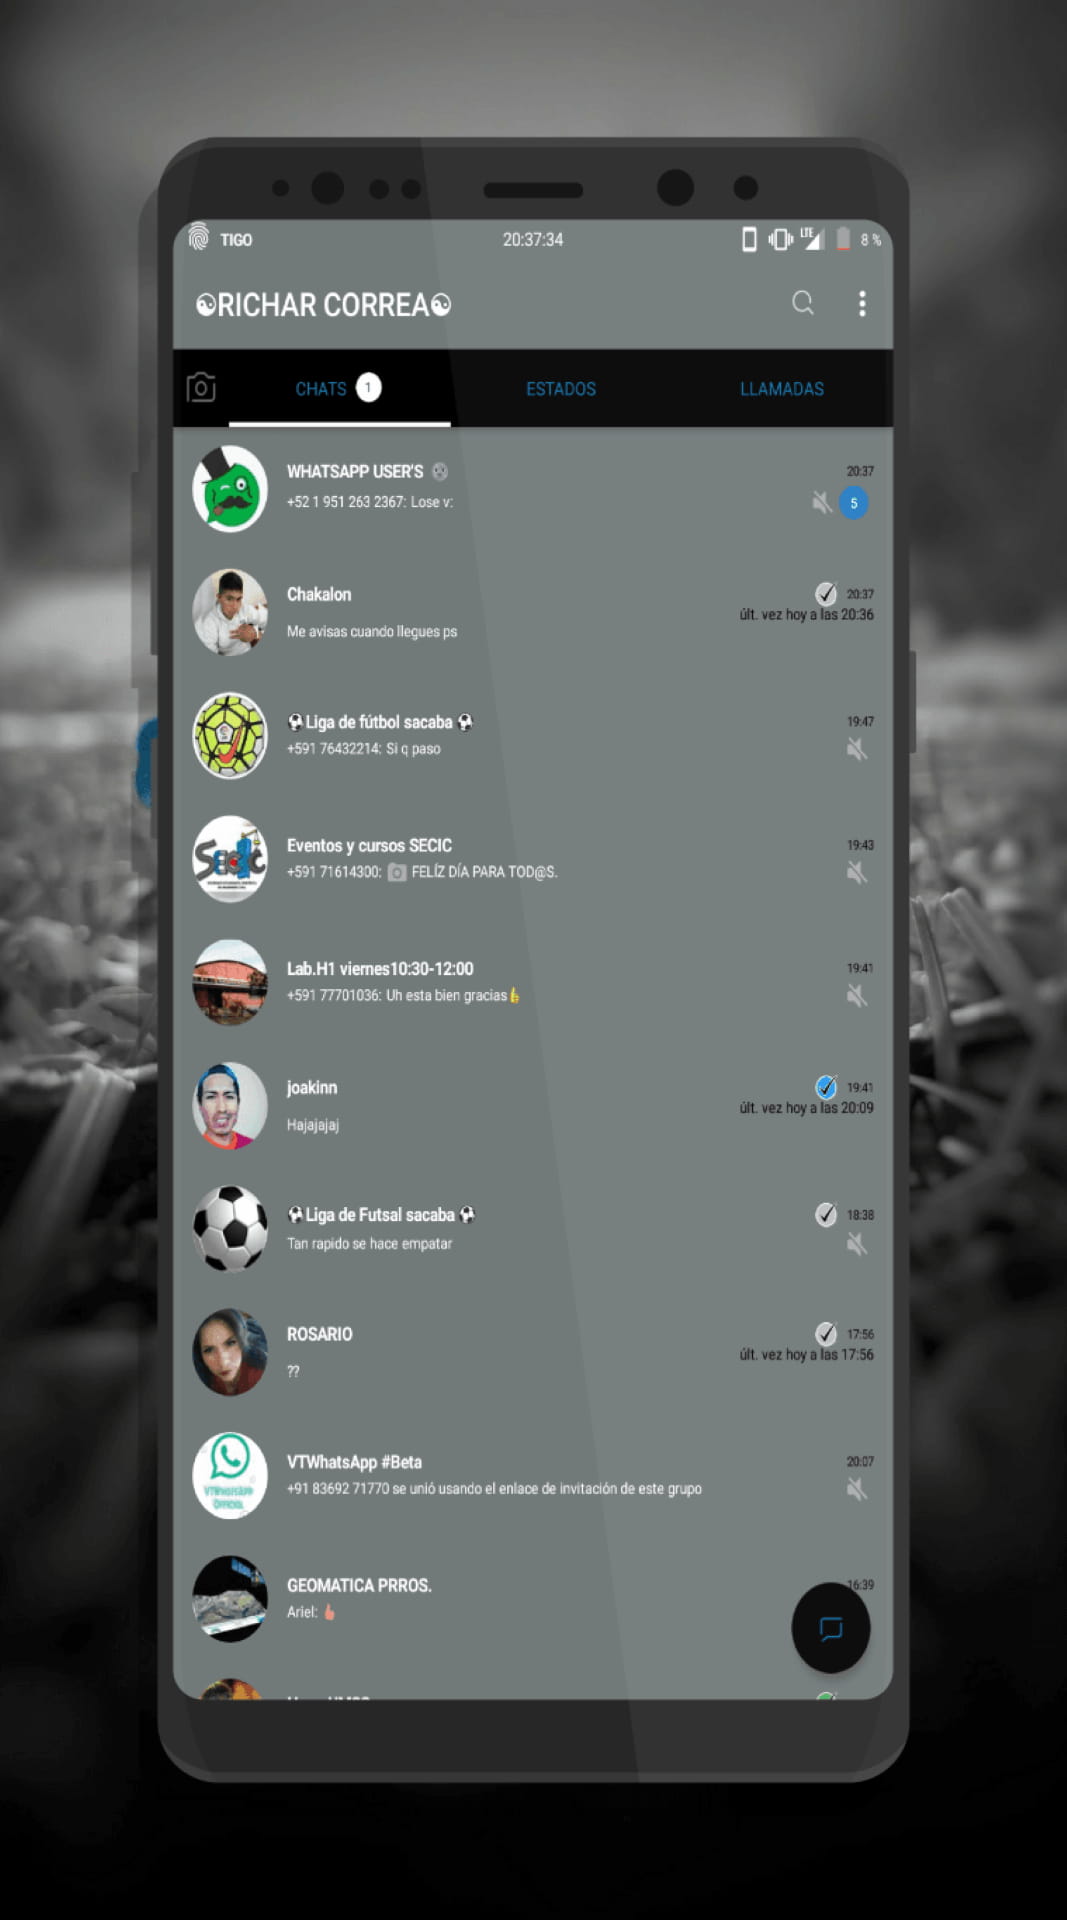 TIGO 20:37:34 LTE 8 %
☯RICHAR CORREA☯
CHATS 1 ESTADOS LLAMADAS
WHATSAPP USER'S 20:37
+52 1 951 263 2367: Lose v: 5
Chakalon 20:37
últ. vez hoy a las 20:36
Me avisas cuando llegues ps
⚽Liga de fútbol sacaba⚽ 19:47
+591 76432214: Si q paso
SECIC
Eventos y cursos SECIC 19:43
+591 71614300: 📷 FELÍZ DÍA PARA TOD@S.
Lab.H1 viernes10:30-12:00 19:41
+591 77701036: Uh esta bien gracias👍
joakinn 19:41
últ. vez hoy a las 20:09
Hajajajaj
⚽Liga de Futsal sacaba⚽ 18:38
Tan rapido se hace empatar
ROSARIO 17:56
últ. vez hoy a las 17:56
??
VTWhatsApp #Beta 20:07
+91 83692 71770 se unió usando el enlace de invitación de este grupo
VTWhatsApp
Official
GEOMATICA PRROS. 16:39
Ariel: 👍